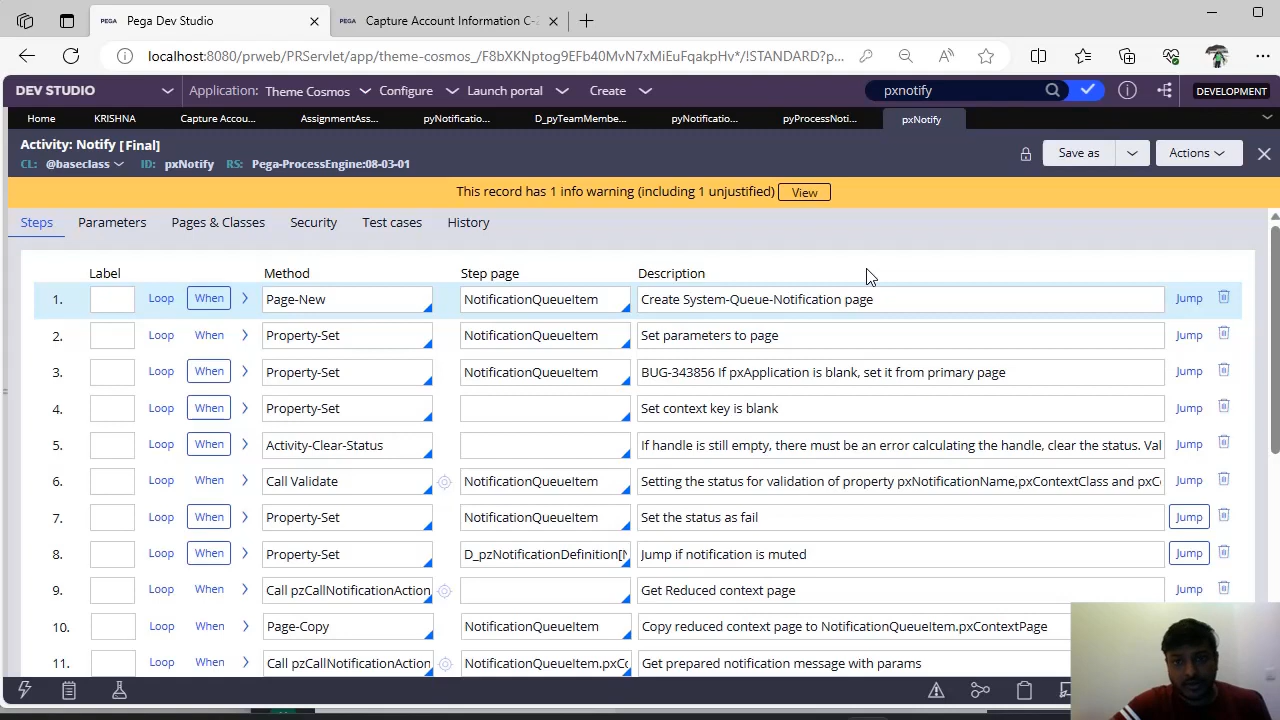 PEGA Pega Dev Studio
PEGA Capture Account Information C-
localhost:8080/prweb/PRServlet/app/theme-cosmos_/F8bXKNptog9EFb40MvN7xMiEuFqakpHv*/!STANDARD?p...
DEV STUDIO Application: Theme Cosmos Configure Launch portal Create pxnotify DEVELOPMENT
Home KRISHNA Capture Accou... AssignmentAss... pyNotificatio... D_pyTeamMembe... pyNotificatio... pyProcessNoti... pxNotify
Activity: Notify [Final]
CL: @baseclass ID: pxNotify RS: Pega-ProcessEngine:08-03-01
Save as Actions
This record has 1 info warning (including 1 unjustified) View
Steps Parameters Pages & Classes Security Test cases History
Label Method Step page Description
1. Loop When Page-New NotificationQueueItem Create System-Queue-Notification page Jump
2. Loop When Property-Set NotificationQueueItem Set parameters to page Jump
3. Loop When Property-Set NotificationQueueItem BUG-343856 If pxApplication is blank, set it from primary page Jump
4. Loop When Property-Set Set context key is blank Jump
5. Loop When Activity-Clear-Status If handle is still empty, there must be an error calculating the handle, clear the status. Val Jump
6. Loop When Call Validate NotificationQueueItem Setting the status for validation of property pxNotificationName,pxContextClass and pxC Jump
7. Loop When Property-Set NotificationQueueItem Set the status as fail Jump
8. Loop When Property-Set D_pzNotificationDefinition[N Jump if notification is muted Jump
9. Loop When Call pzCallNotificationAction Get Reduced context page Jump
10. Loop When Page-Copy NotificationQueueItem Copy reduced context page to NotificationQueueItem.pxContextPage
11. Loop When Call pzCallNotificationAction NotificationQueueItem.pxCo Get prepared notification message with params